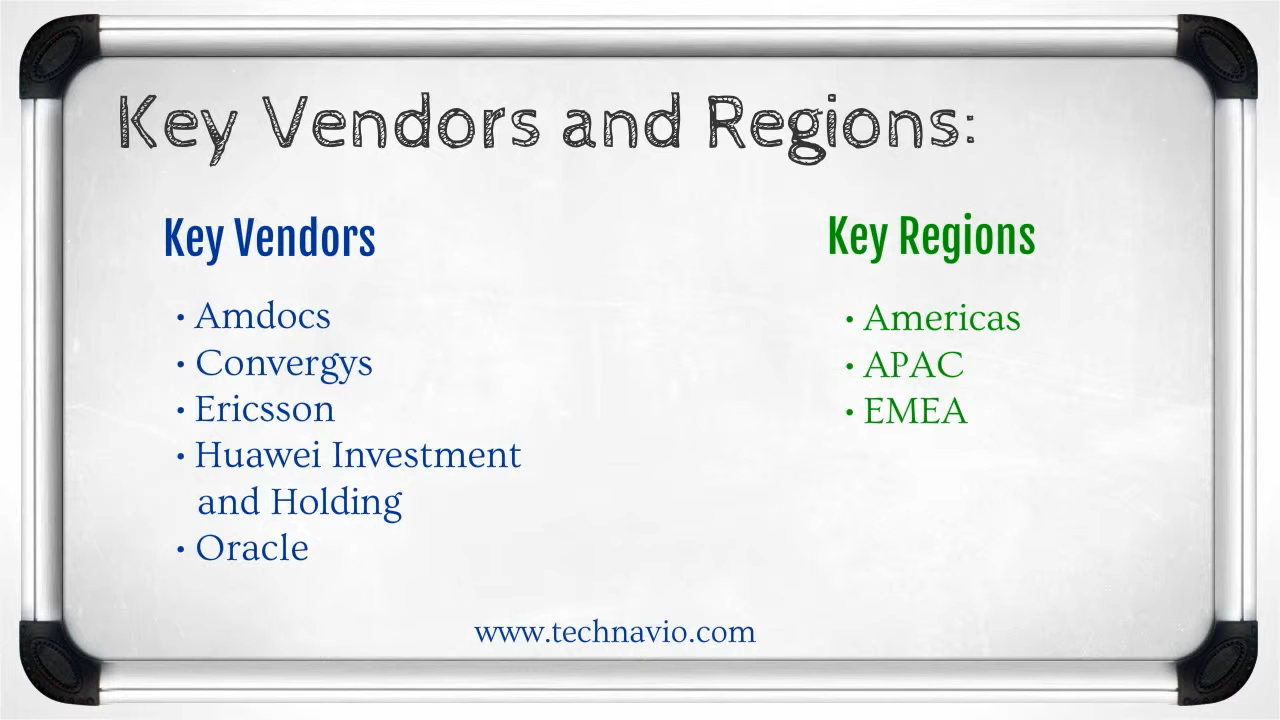 Key Vendors and Regions:
Key Vendors
• Amdocs
• Convergys
• Ericsson
• Huawei Investment
and Holding
• Oracle
Key Regions
• Americas
• APAC
• EMEA
www.technavio.com